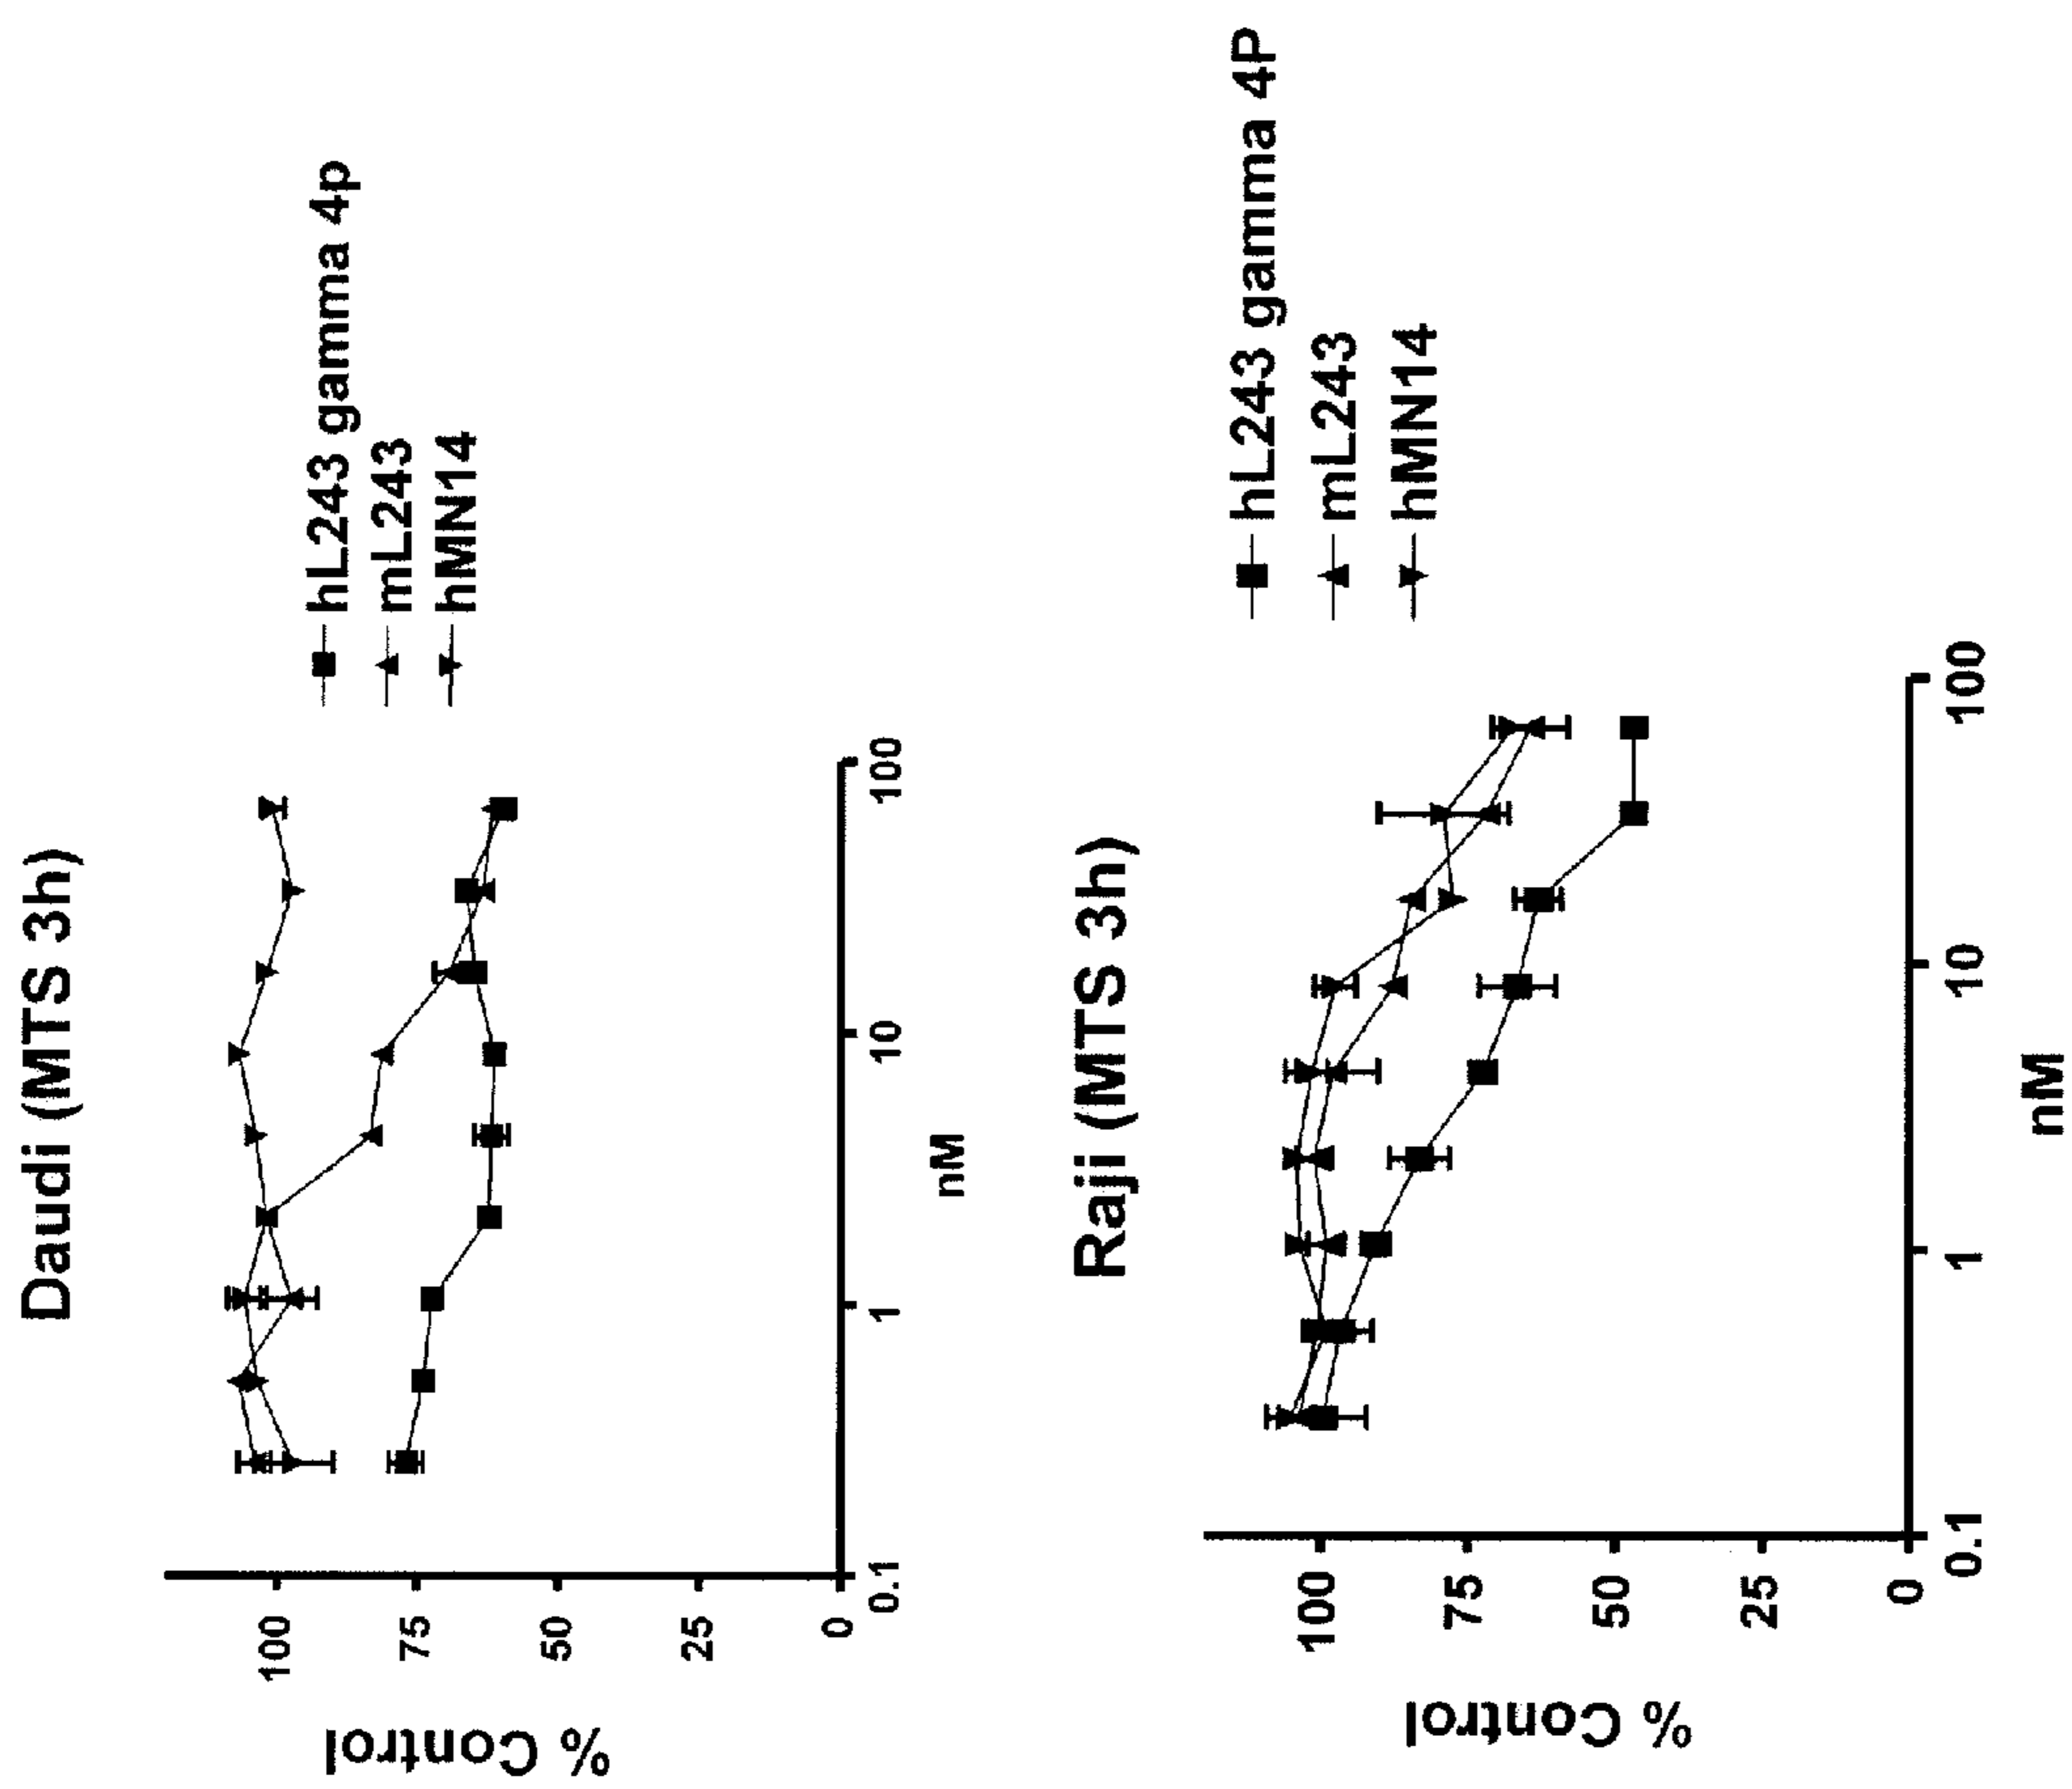 Daudi (MTS 3h)
% Control
100
75
50
25
0
0.1
1
10
100
nM
hL243 gamma 4p
mL243
hMN14
Raji (MTS 3h)
% Control
100
75
50
25
0
0.1
1
10
100
nM
hL243 gamma 4P
mL243
hMN14